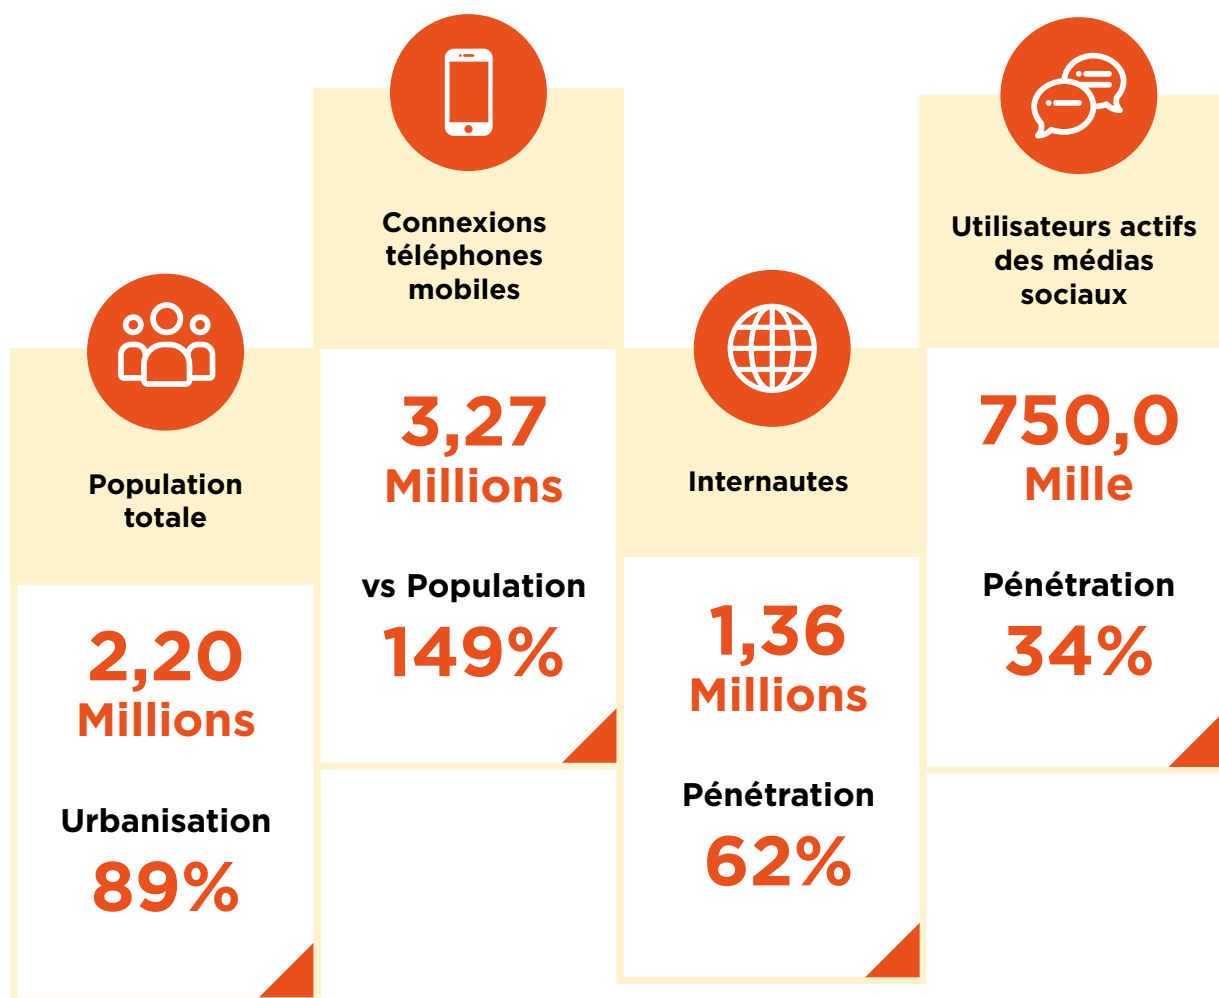 Population
totale
2,20
Millions
Urbanisation
89%
Connexions
téléphones
mobiles
3,27
Millions
vs Population
149%
Internautes
1,36
Millions
Pénétration
62%
Utilisateurs actifs
des médias
sociaux
750,0
Mille
Pénétration
34%